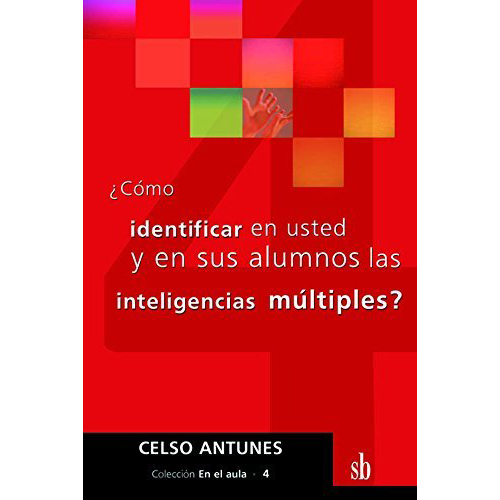 ¿Cómo
identificar en usted
y en sus alumnos las
inteligencias múltiples?
CELSO ANTUNES
Colección En el aula · 4
sb